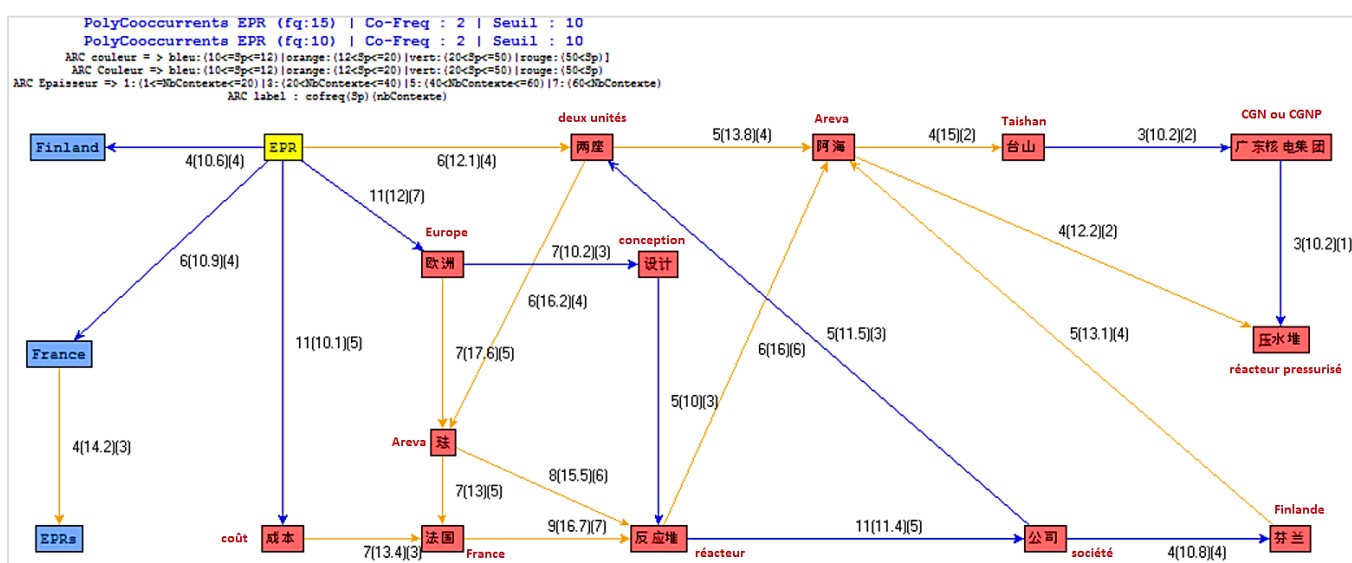 PolyCooccurrents EPR (fq:15) | Co-Freq : 2 | Seuil : 10
PolyCooccurrents EPR (fq:10) | Co-Freq : 2 | Seuil : 10
ARC couleur = > bleu:(10<=Sp<=12)|orange:(12<Sp<=20)|vert:(20<Sp<=50)|rouge:(50<Sp)]
ARC Couleur => bleu:(10<=Sp<=12)|orange:(12<Sp<=20)|vert:(20<Sp<=50)|rouge:(50<Sp)
ARC Epaisseur => 1:(1<=NbContexte<=20)|3:(20<NbContexte<=40)|5:(40<NbContexte<=60)|7:(60<NbContexte)
ARC label : cofreq(Sp)(nbContexte)
deux unités
Areva
Taishan
CGN ou CGNP
Finland
4(10.6)(4)
EPR
6(12.1)(4)
两座
5(13.8)(4)
阿海
4(15)(2)
台山
3(10.2)(2)
广东核电集团
11(12)(7)
Europe
欧洲
7(10.2)(3)
conception
设计
4(12.2)(2)
3(10.2)(1)
6(10.9)(4)
6(16.2)(4)
France
11(10.1)(5)
7(17.6)(5)
6(16)(6)
5(11.5)(3)
5(13.1)(4)
压水堆
réacteur pressurisé
5(10)(3)
4(14.2)(3)
Areva
珐
8(15.5)(6)
7(13)(5)
EPRs
coût
成本
7(13.4)(3)
法国
France
9(16.7)(7)
反应堆
réacteur
11(11.4)(5)
公司
société
4(10.8)(4)
Finlande
芬兰